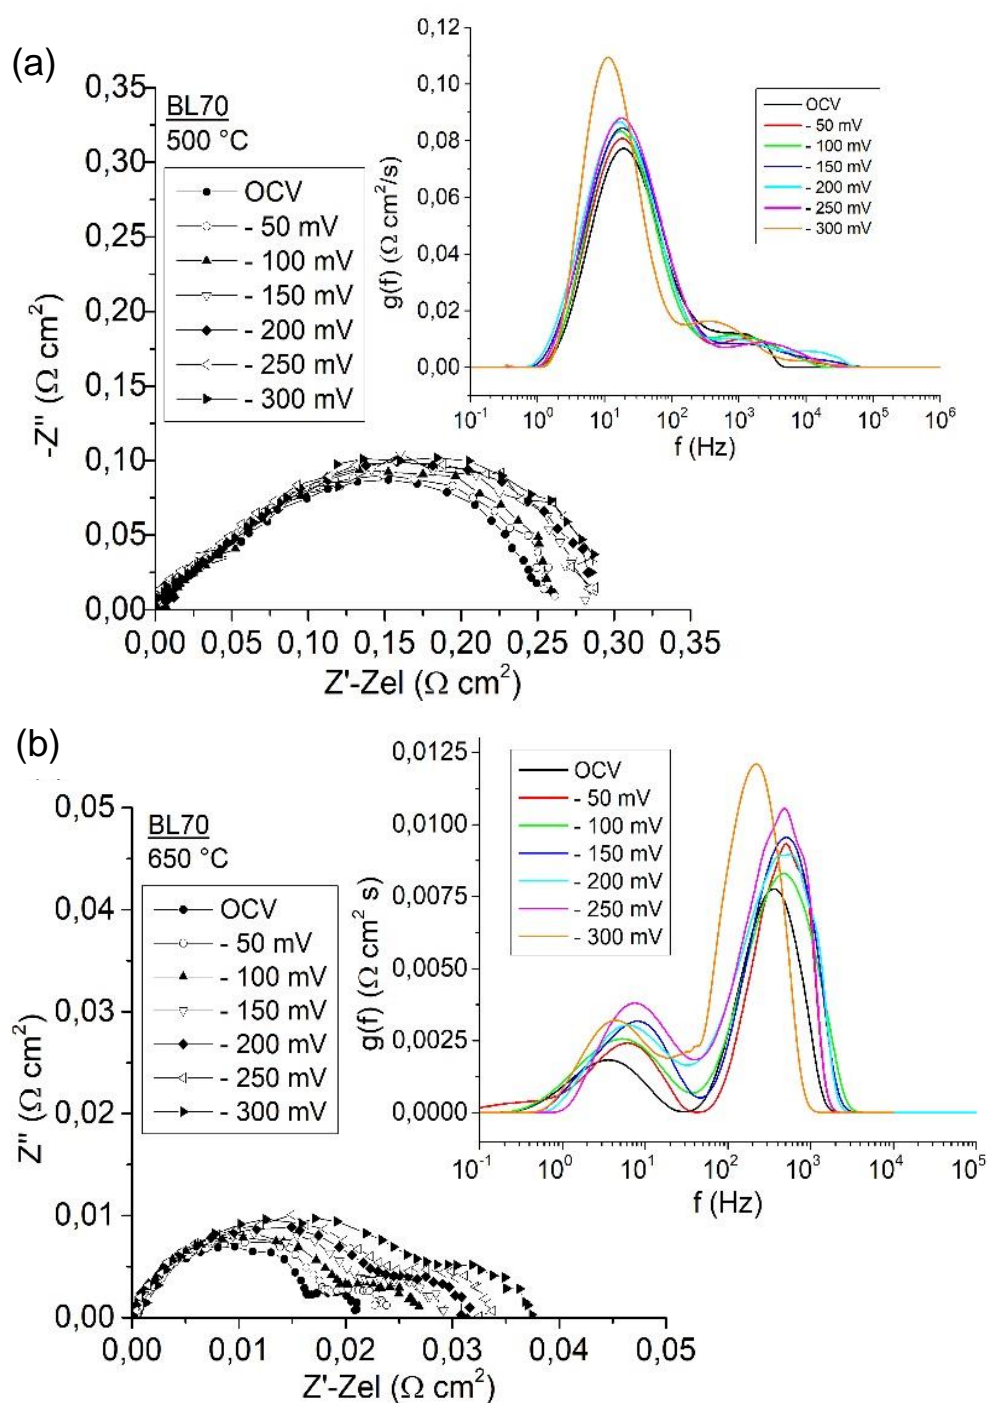 (a)
BL70
500 °C
OCV
- 50 mV
- 100 mV
- 150 mV
- 200 mV
- 250 mV
- 300 mV
0,35
0,30
0,25
0,20
0,15
0,10
0,05
0,00
-Z'' (Ω cm²)
0,00 0,05 0,10 0,15 0,20 0,25 0,30 0,35
Z'-Zel (Ω cm²)
0,12
0,10
0,08
0,06
0,04
0,02
0,00
g(f) (Ω cm²/s)
OCV
- 50 mV
- 100 mV
- 150 mV
- 200 mV
- 250 mV
- 300 mV
10⁻¹ 10⁰ 10¹ 10² 10³ 10⁴ 10⁵ 10⁶
f (Hz)
(b)
BL70
650 °C
OCV
- 50 mV
- 100 mV
- 150 mV
- 200 mV
- 250 mV
- 300 mV
0,05
0,04
0,03
0,02
0,01
0,00
Z'' (Ω cm²)
0,00 0,01 0,02 0,03 0,04 0,05
Z'-Zel (Ω cm²)
0,0125
0,0100
0,0075
0,0050
0,0025
0,0000
g(f) (Ω cm² s)
OCV
- 50 mV
- 100 mV
- 150 mV
- 200 mV
- 250 mV
- 300 mV
10⁻¹ 10⁰ 10¹ 10² 10³ 10⁴ 10⁵
f (Hz)